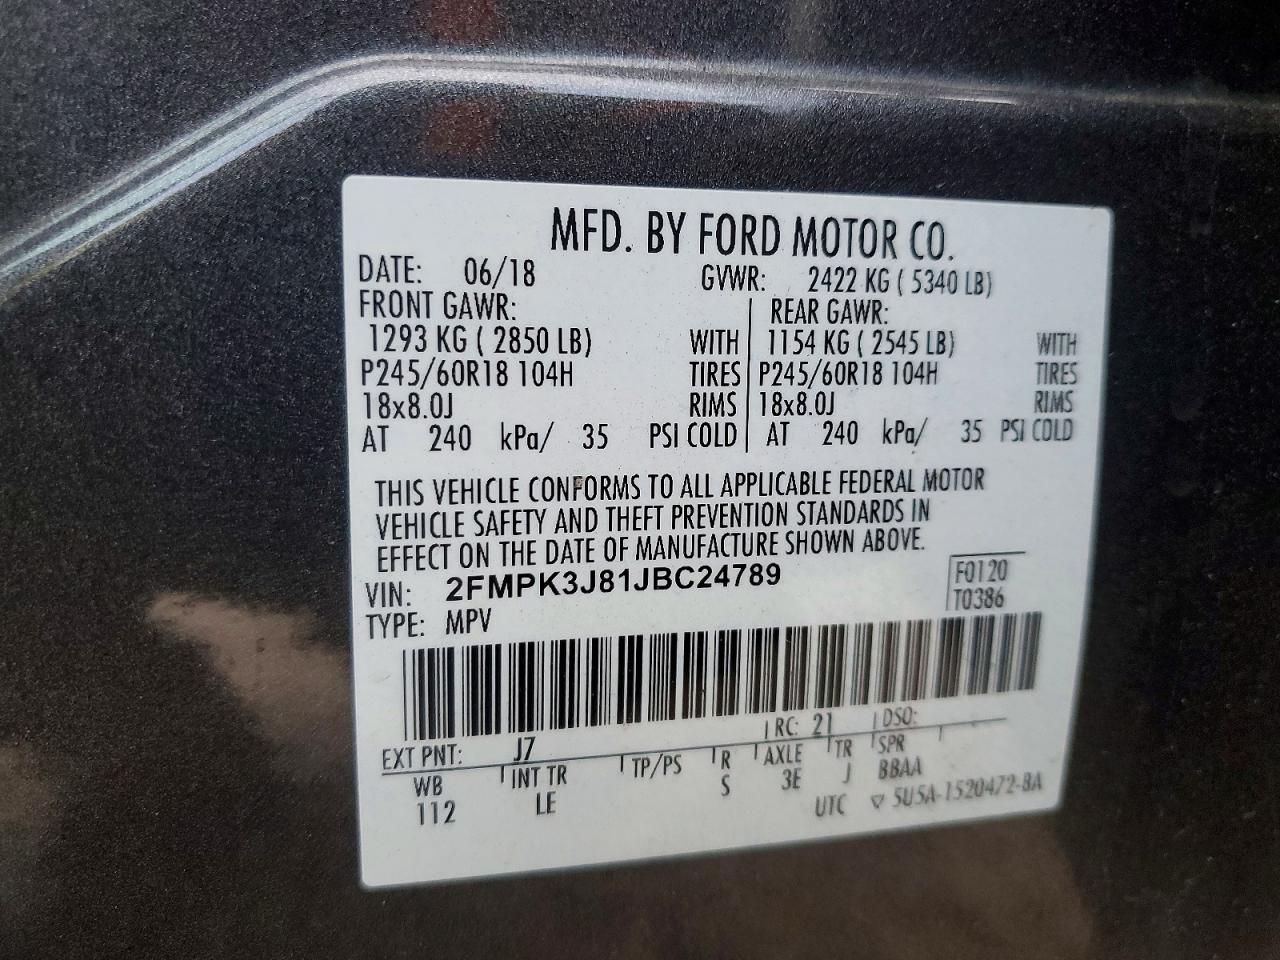 MFD. BY FORD MOTOR CO.
DATE: 06/18 GVWR: 2422 KG ( 5340 LB)
FRONT GAWR: REAR GAWR:
1293 KG ( 2850 LB) WITH 1154 KG ( 2545 LB) WITH
P245/60R18 104H TIRES P245/60R18 104H TIRES
18x8.0J RIMS 18x8.0J RIMS
AT 240 kPa/ 35 PSI COLD AT 240 kPa/ 35 PSI COLD
THIS VEHICLE CONFORMS TO ALL APPLICABLE FEDERAL MOTOR
VEHICLE SAFETY AND THEFT PREVENTION STANDARDS IN
EFFECT ON THE DATE OF MANUFACTURE SHOWN ABOVE.
VIN: 2FMPK3J81JBC24789 F0120
TYPE: MPV T0386
EXT PNT: J7 RC: 21 DSO:
WB INT TR TP/PS R AXLE TR SPR
112 LE S 3E J BBAA
UTC ▽ 5U5A-1520472-BA